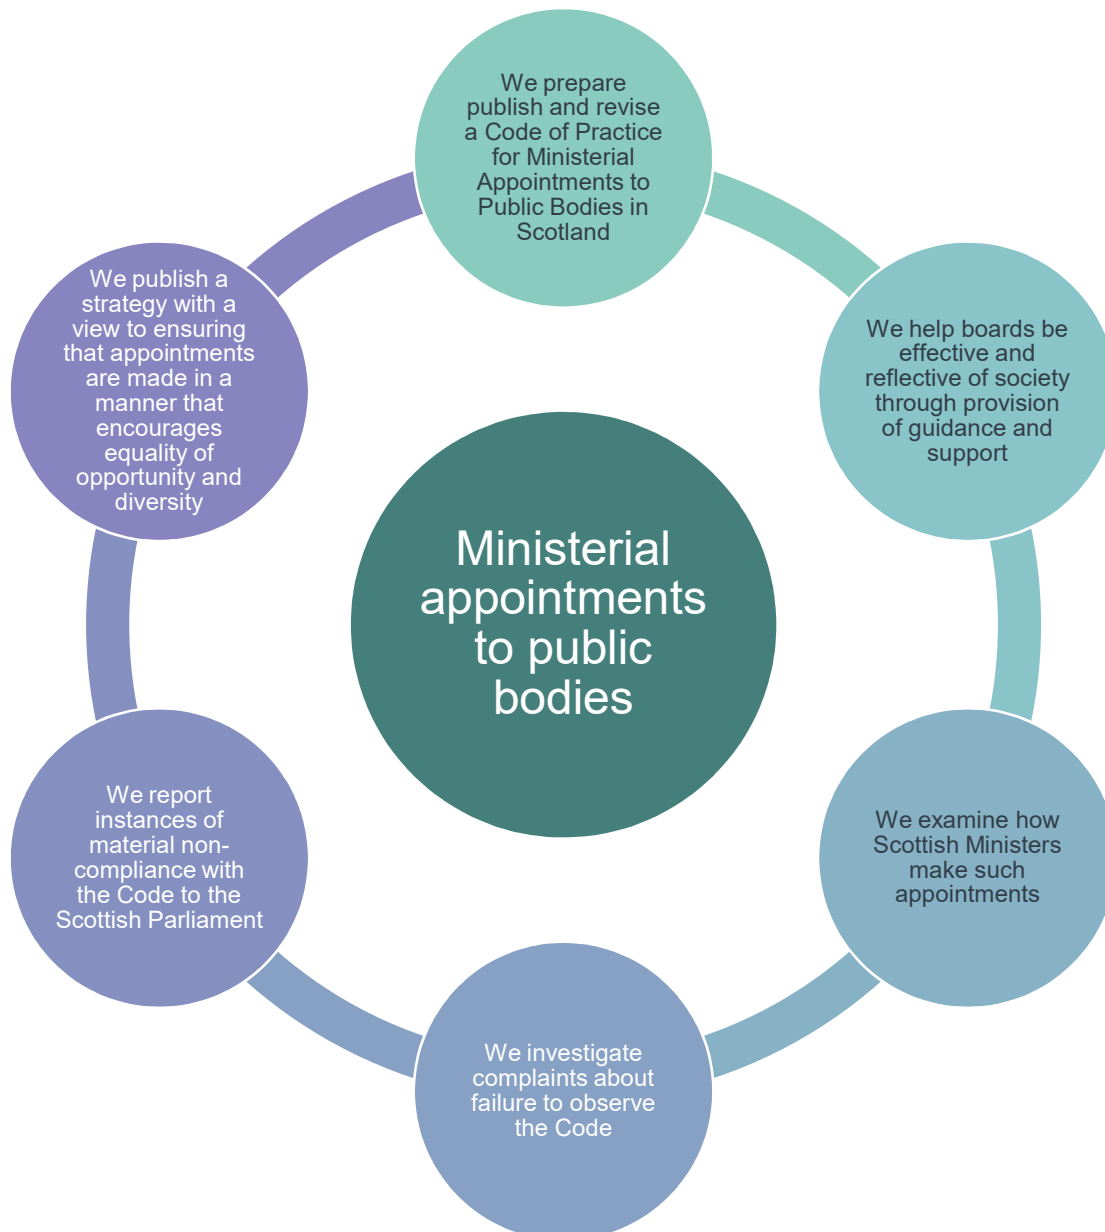 We prepare
publish and revise
a Code of Practice
for Ministerial
Appointments to
Public Bodies in
Scotland
We help boards be
effective and
reflective of society
through provision
of guidance and
support
We examine how
Scottish Ministers
make such
appointments
We investigate
complaints about
failure to observe
the Code
We report
instances of
material non-
compliance with
the Code to the
Scottish Parliament
We publish a
strategy with a
view to ensuring
that appointments
are made in a
manner that
encourages
equality of
opportunity and
diversity
Ministerial
appointments
to public
bodies